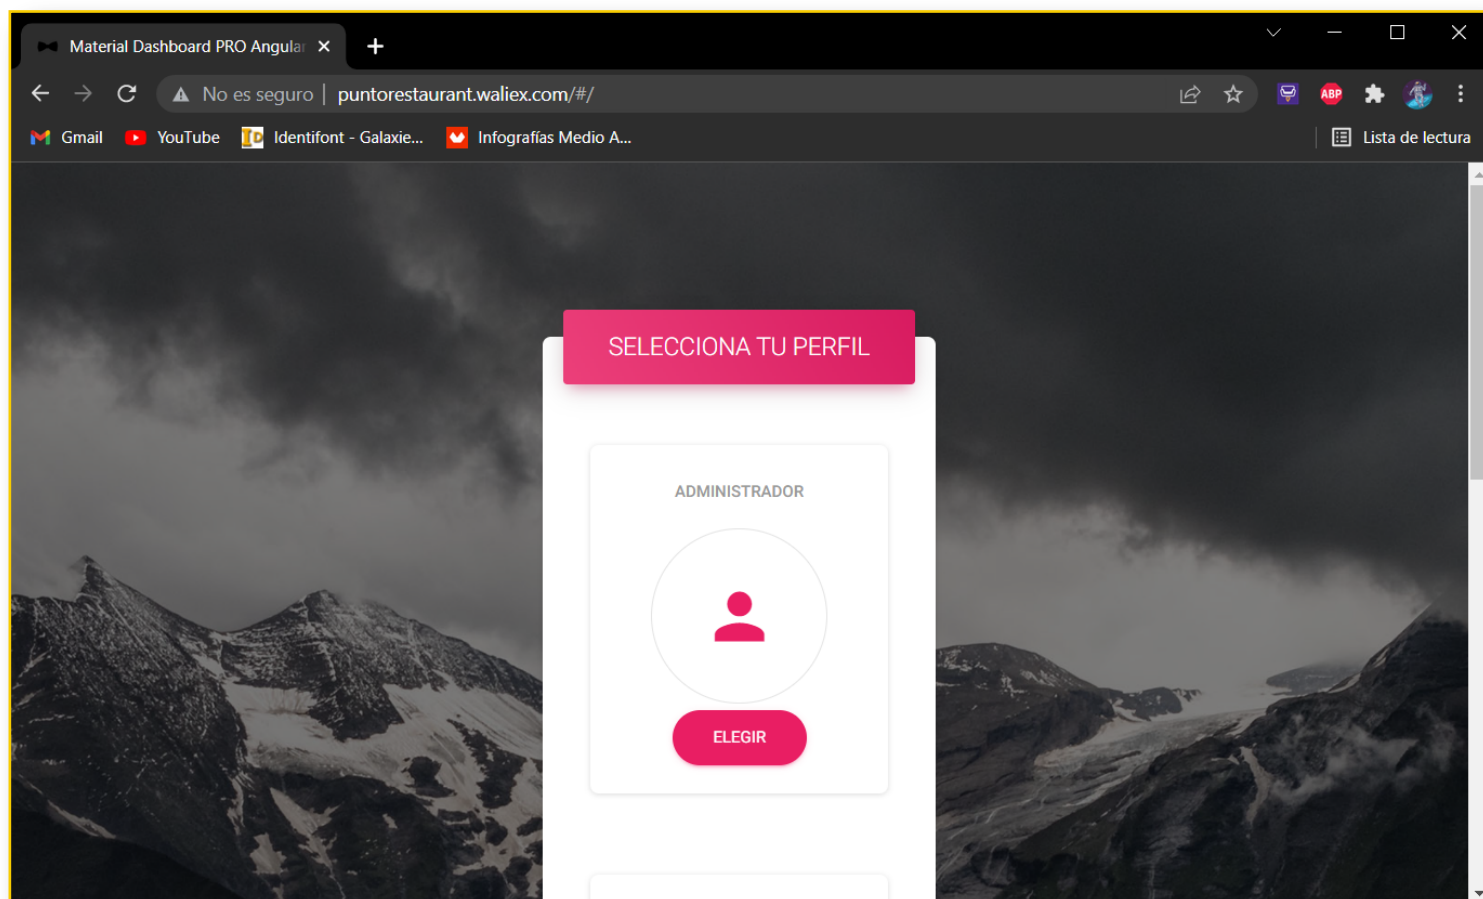 Material Dashboard PRO Angular
No es seguro | puntorestaurant.waliex.com/#/
ABP
Gmail YouTube Identifont - Galaxie... Infografías Medio A... Lista de lectura
SELECCIONA TU PERFIL
ADMINISTRADOR
ELEGIR